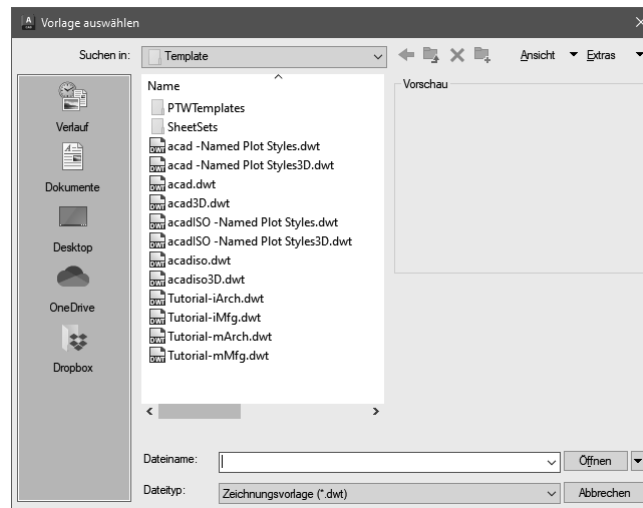 Vorlage auswählen
Suchen in: Template Ansicht Extras
Verlauf
Dokumente
Desktop
OneDrive
Dropbox
Name
PTWTemplates
SheetSets
acad -Named Plot Styles.dwt
acad -Named Plot Styles3D.dwt
acad.dwt
acad3D.dwt
acadISO -Named Plot Styles.dwt
acadISO -Named Plot Styles3D.dwt
acadiso.dwt
acadiso3D.dwt
Tutorial-iArch.dwt
Tutorial-iMfg.dwt
Tutorial-mArch.dwt
Tutorial-mMfg.dwt
Vorschau
Dateiname: Öffnen
Dateityp: Zeichnungsvorlage (*.dwt) Abbrechen